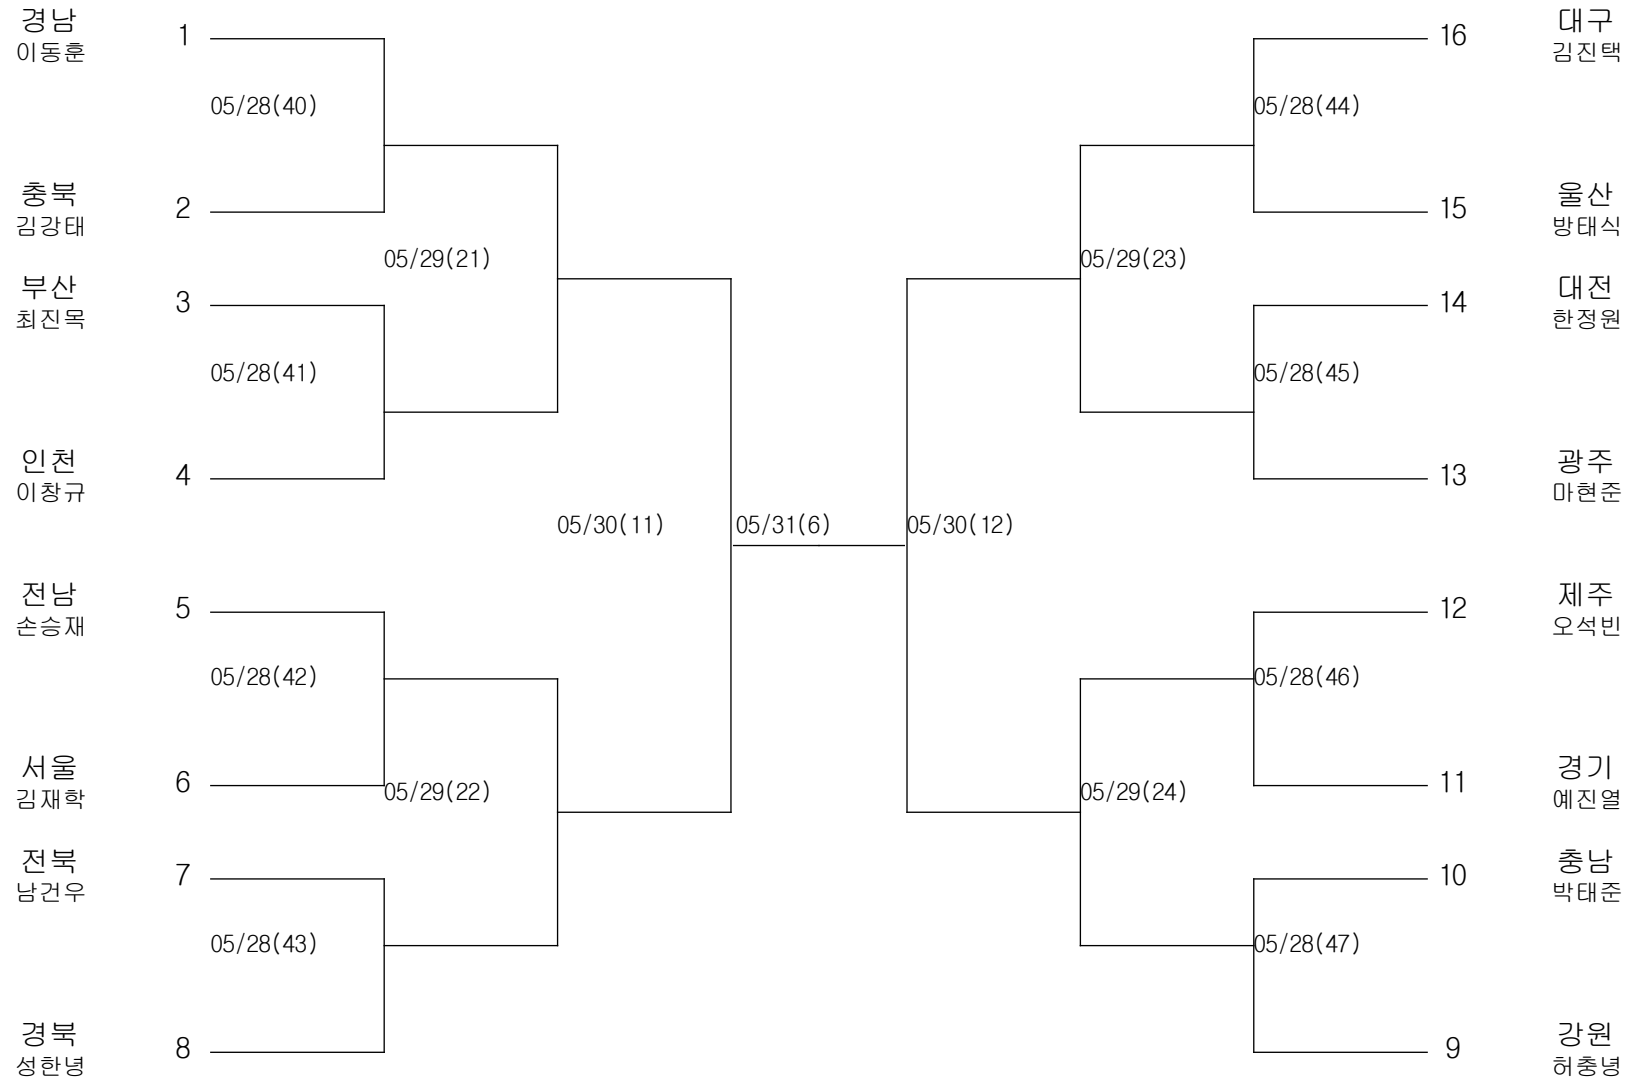 경남
이동훈
1
16
대구
김진택
05/28(40)
05/28(44)
충북
김강태
2
15
울산
방태식
05/29(21)
05/29(23)
부산
최진목
3
14
대전
한정원
05/28(41)
05/28(45)
인천
이창규
4
13
광주
마현준
05/30(11)
05/31(6)
05/30(12)
전남
손승재
5
12
제주
오석빈
05/28(42)
05/28(46)
서울
김재학
6
11
경기
예진열
05/29(22)
05/29(24)
전북
남건우
7
10
충남
박태준
05/28(43)
05/28(47)
경북
성한녕
8
9
강원
허충녕